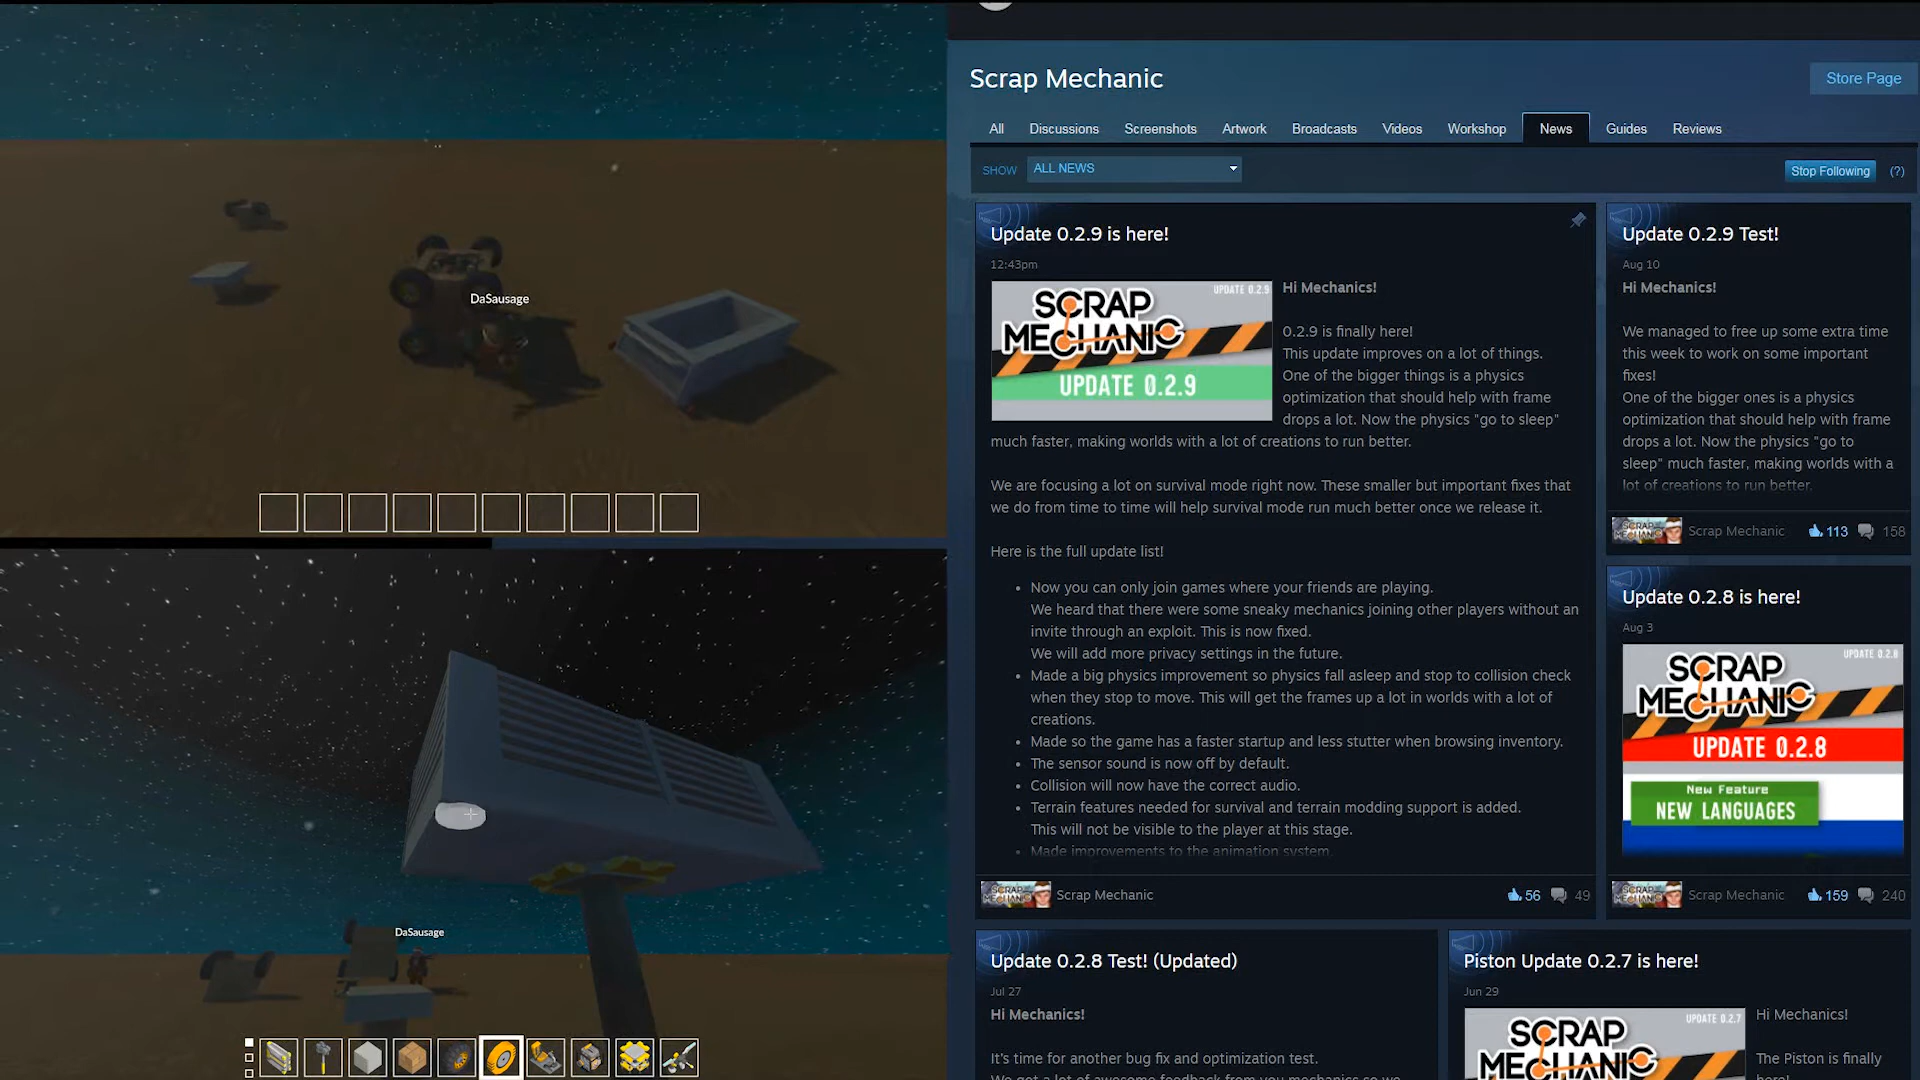 DaSausage
DaSausage
Scrap Mechanic
Store Page
All
Discussions
Screenshots
Artwork
Broadcasts
Videos
Workshop
News
Guides
Reviews
SHOW
ALL NEWS
Stop Following
(?)
Update 0.2.9 is here!
12:43pm
UPDATE 0.2.9
SCRAP
MECHANIC
UPDATE 0.2.9
Hi Mechanics!
0.2.9 is finally here!
This update improves on a lot of things.
One of the bigger things is a physics
optimization that should help with frame
drops a lot. Now the physics "go to sleep"
much faster, making worlds with a lot of creations to run better.
We are focusing a lot on survival mode right now. These smaller but important fixes that
we do from time to time will help survival mode run much better once we release it.
Here is the full update list!
• Now you can only join games where your friends are playing.
We heard that there were some sneaky mechanics joining other players without an
invite through an exploit. This is now fixed.
We will add more privacy settings in the future.
• Made a big physics improvement so physics fall asleep and stop to collision check
when they stop to move. This will get the frames up a lot in worlds with a lot of
creations.
• Made so the game has a faster startup and less stutter when browsing inventory.
• The sensor sound is now off by default.
• Collision will now have the correct audio.
• Terrain features needed for survival and terrain modding support is added.
This will not be visible to the player at this stage.
• Made improvements to the animation system.
Scrap Mechanic
56
49
Update 0.2.9 Test!
Aug 10
Hi Mechanics!
We managed to free up some extra time
this week to work on some important
fixes!
One of the bigger ones is a physics
optimization that should help with frame
drops a lot. Now the physics "go to
sleep" much faster, making worlds with a
lot of creations to run better.
Scrap Mechanic
113
158
Update 0.2.8 is here!
Aug 3
UPDATE 0.2.8
SCRAP
MECHANIC
UPDATE 0.2.8
New Feature
NEW LANGUAGES
Scrap Mechanic
159
240
Update 0.2.8 Test! (Updated)
Jul 27
Hi Mechanics!
It's time for another bug fix and optimization test.
We got a lot of awesome feedback from you mechanics so we
Piston Update 0.2.7 is here!
Jun 29
UPDATE 0.2.7
SCRAP
MECHANIC
Hi Mechanics!
The Piston is finally
here!